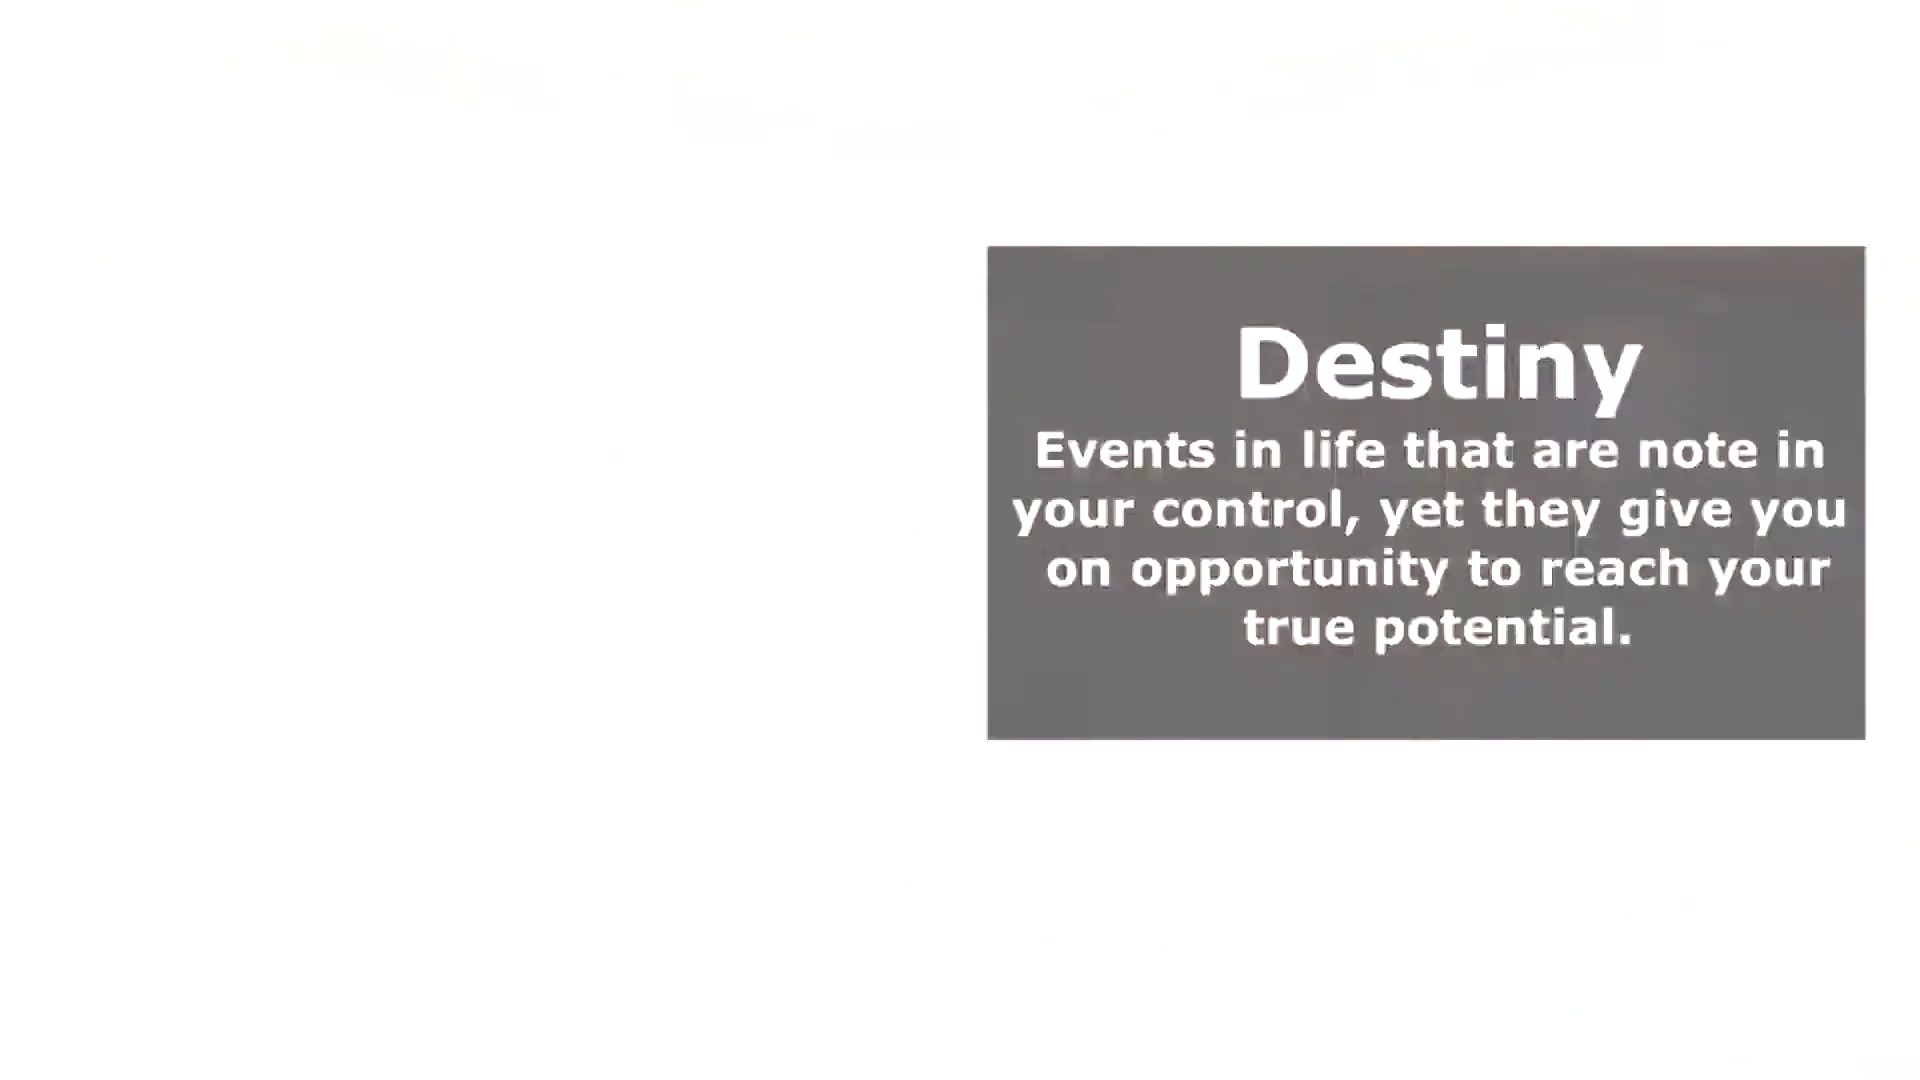 Destiny
Events in life that are note in
your control, yet they give you
on opportunity to reach your
true potential.